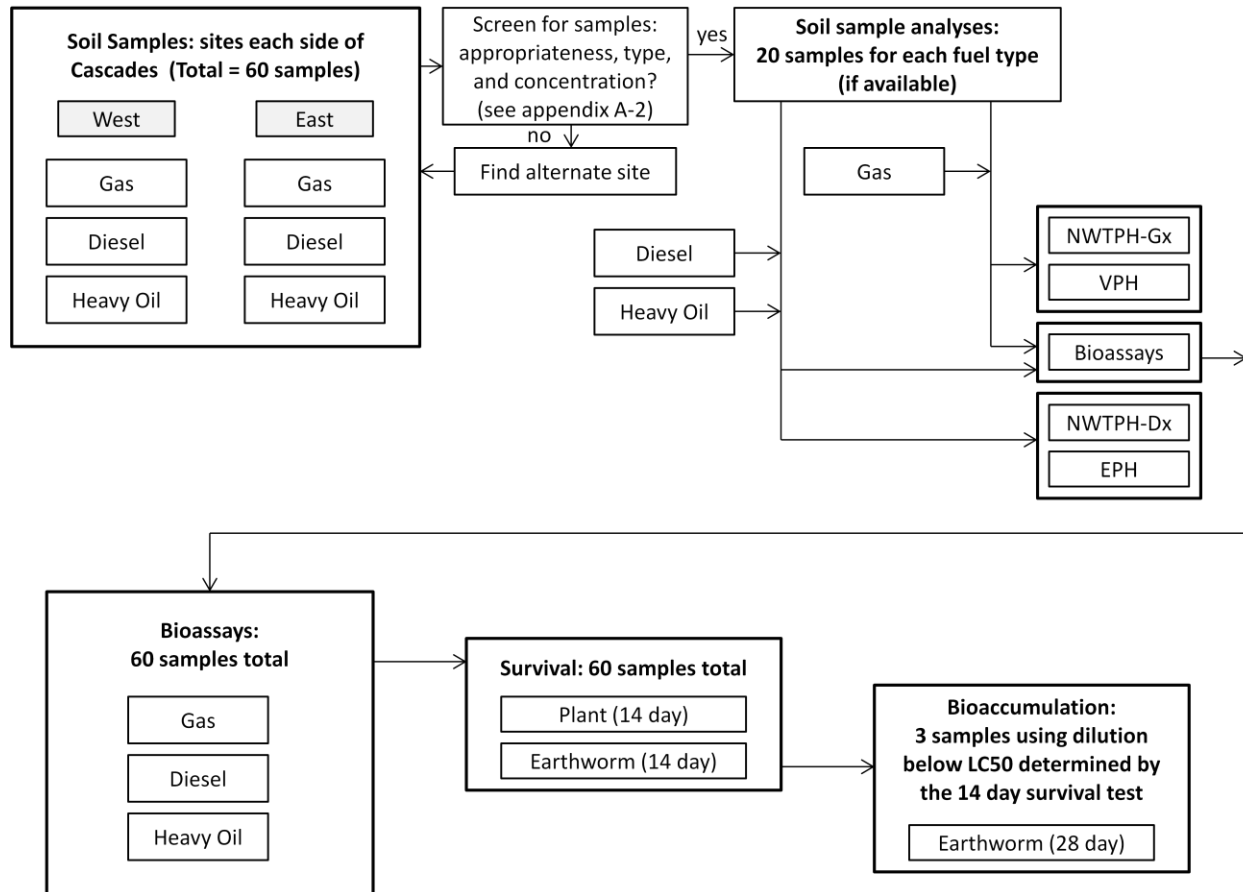 Soil Samples: sites each side of
Cascades (Total = 60 samples)
West
East
Gas
Gas
Diesel
Diesel
Heavy Oil
Heavy Oil
Screen for samples:
appropriateness, type,
and concentration?
(see appendix A-2)
yes
no
Find alternate site
Soil sample analyses:
20 samples for each fuel type
(if available)
Gas
Diesel
Heavy Oil
NWTPH-Gx
VPH
Bioassays
NWTPH-Dx
EPH
Bioassays:
60 samples total
Gas
Diesel
Heavy Oil
Survival: 60 samples total
Plant (14 day)
Earthworm (14 day)
Bioaccumulation:
3 samples using dilution
below LC50 determined by
the 14 day survival test
Earthworm (28 day)